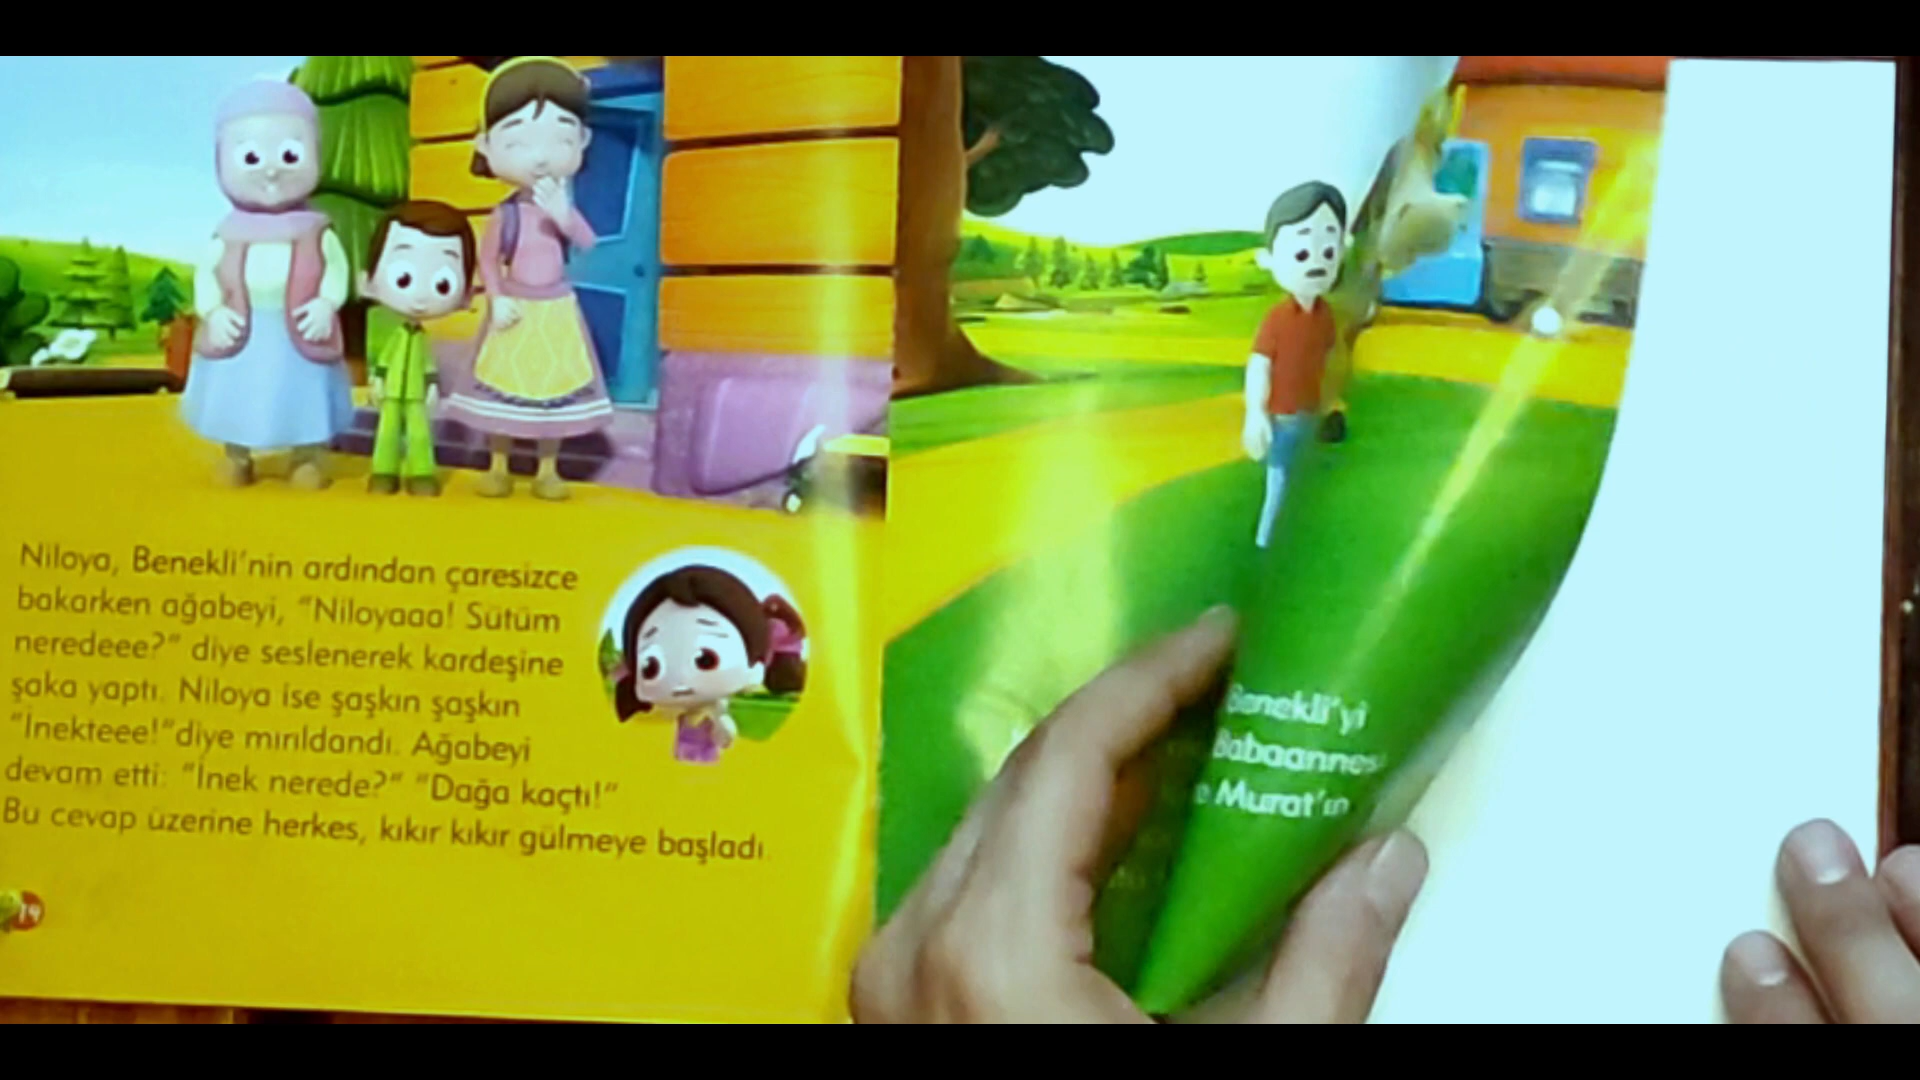 Niloya, Benekli’nin ardından çaresizce
bakarken ağabeyi, “Niloyaaa! Sütüm
neredeee?” diye seslenerek kardeşine
şaka yaptı. Niloya ise şaşkın şaşkın
“İnekteee!”diye mırıldandı. Ağabeyi
devam etti: “İnek nerede?” “Dağa kaçtı!”
Bu cevap üzerine herkes, kıkır kıkır gülmeye başladı.
19
Benekli’yi
Babaannesi
Murat’ın